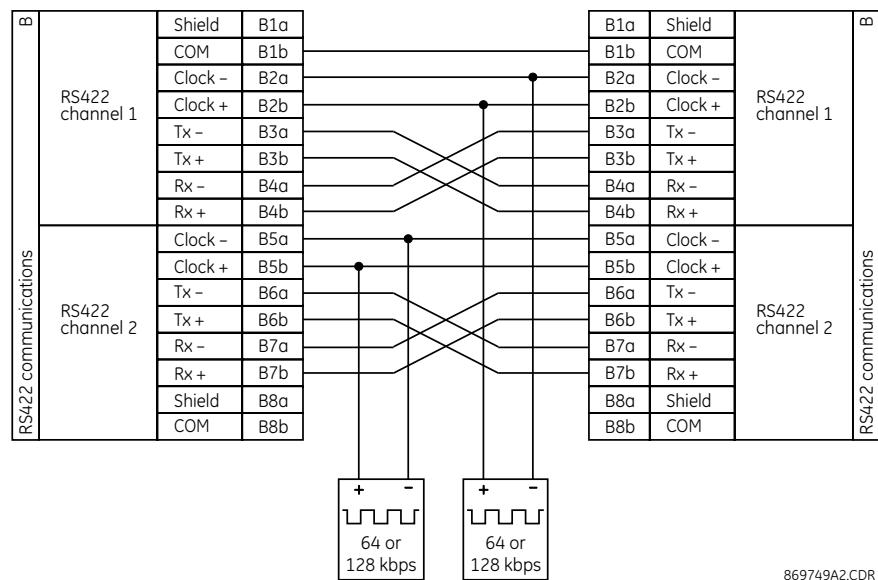 B Shield B1a B1a Shield B
COM B1b B1b COM
Clock – B2a B2a Clock –
RS422 channel 1 Clock + B2b B2b Clock + RS422 channel 1
Tx – B3a B3a Tx –
Tx + B3b B3b Tx +
Rx – B4a B4a Rx –
Rx + B4b B4b Rx +
Clock – B5a B5a Clock –
Clock + B5b B5b Clock +
Tx – B6a B6a Tx –
RS422 channel 2 Tx + B6b B6b Tx + RS422 channel 2
Rx – B7a B7a Rx –
Rx + B7b B7b Rx +
Shield B8a B8a Shield
COM B8b B8b COM
RS422 communications RS422 communications
+ – + –
64 or 64 or
128 kbps 128 kbps
869749A2.CDR